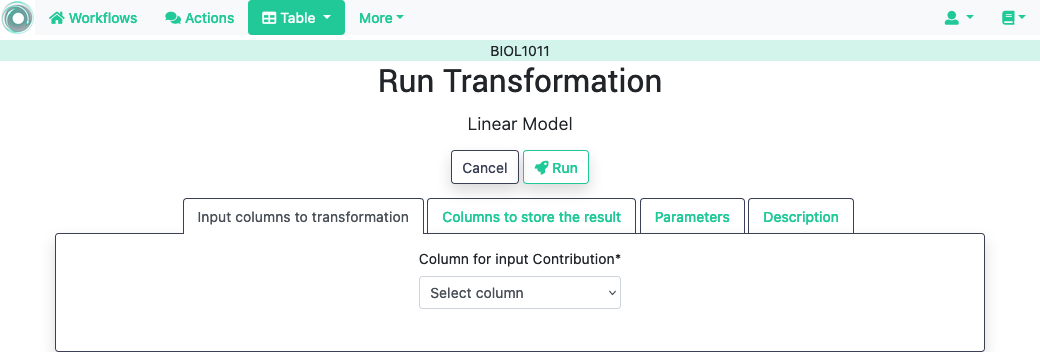 Workflows Actions Table More
BIOL1011
Run Transformation
Linear Model
Cancel Run
Input columns to transformation Columns to store the result Parameters Description
Column for input Contribution*
Select column